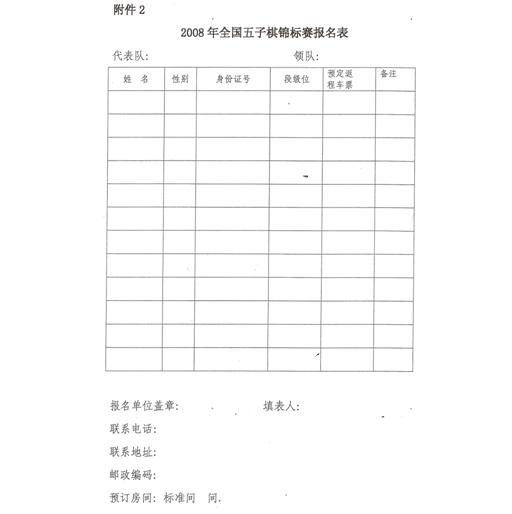 附件 2
2008 年全国五子棋锦标赛报名表
代表队: 领队:
姓 名 性别 身份证号 段级位 预定返程车票 备注
报名单位盖章: 填表人:
联系电话:
联系地址:
邮政编码:
预订房间: 标准间 间.